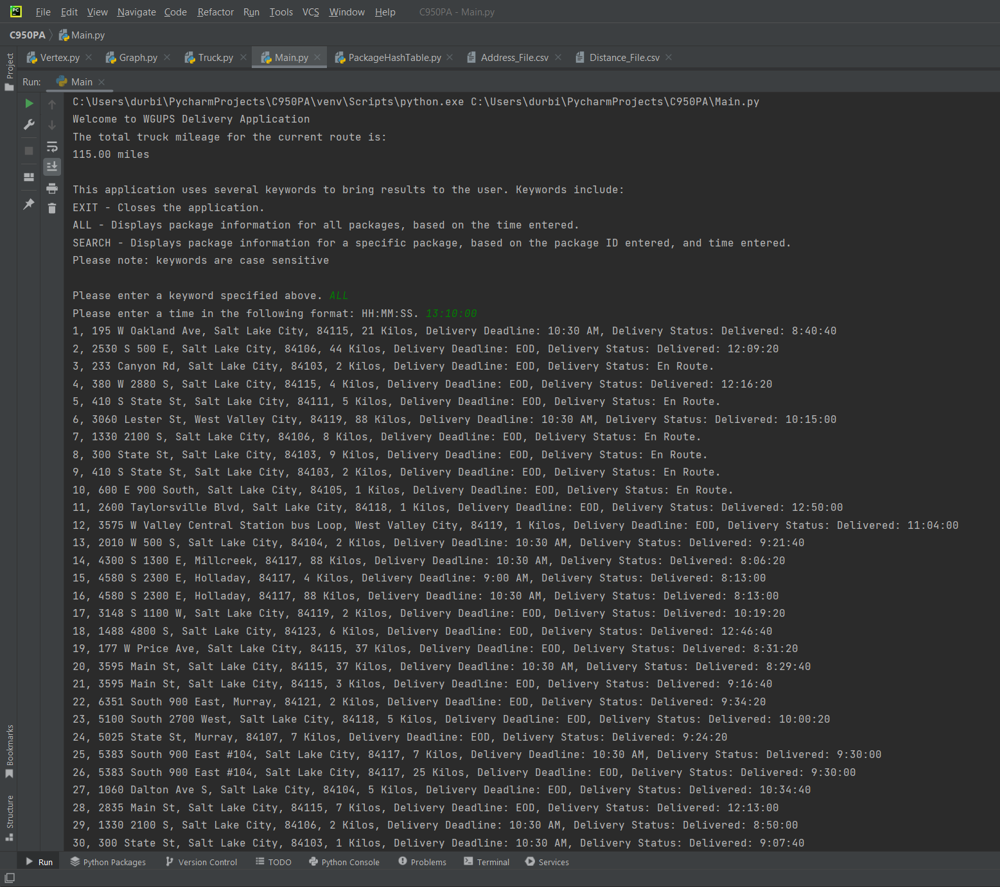 PC File Edit View Navigate Code Refactor Run Tools VCS Window Help C950PA - Main.py
C950PA Main.py
Project
Vertex.py Graph.py Truck.py Main.py PackageHashTable.py Address_File.csv Distance_File.csv
Run: Main
C:\Users\durbi\PycharmProjects\C950PA\venv\Scripts\python.exe C:\Users\durbi\PycharmProjects\C950PA\Main.py
Welcome to WGUPS Delivery Application
The total truck mileage for the current route is:
115.00 miles
This application uses several keywords to bring results to the user. Keywords include:
EXIT - Closes the application.
ALL - Displays package information for all packages, based on the time entered.
SEARCH - Displays package information for a specific package, based on the package ID entered, and time entered.
Please note: keywords are case sensitive
Please enter a keyword specified above. ALL
Please enter a time in the following format: HH:MM:SS. 13:10:00
1, 195 W Oakland Ave, Salt Lake City, 84115, 21 Kilos, Delivery Deadline: 10:30 AM, Delivery Status: Delivered: 8:40:40
2, 2530 S 500 E, Salt Lake City, 84106, 44 Kilos, Delivery Deadline: EOD, Delivery Status: Delivered: 12:09:20
3, 233 Canyon Rd, Salt Lake City, 84103, 2 Kilos, Delivery Deadline: EOD, Delivery Status: En Route.
4, 380 W 2880 S, Salt Lake City, 84115, 4 Kilos, Delivery Deadline: EOD, Delivery Status: Delivered: 12:16:20
5, 410 S State St, Salt Lake City, 84111, 5 Kilos, Delivery Deadline: EOD, Delivery Status: En Route.
6, 3060 Lester St, West Valley City, 84119, 88 Kilos, Delivery Deadline: 10:30 AM, Delivery Status: Delivered: 10:15:00
7, 1330 2100 S, Salt Lake City, 84106, 8 Kilos, Delivery Deadline: EOD, Delivery Status: En Route.
8, 300 State St, Salt Lake City, 84103, 9 Kilos, Delivery Deadline: EOD, Delivery Status: En Route.
9, 410 S State St, Salt Lake City, 84103, 2 Kilos, Delivery Deadline: EOD, Delivery Status: En Route.
10, 600 E 900 South, Salt Lake City, 84105, 1 Kilos, Delivery Deadline: EOD, Delivery Status: En Route.
11, 2600 Taylorsville Blvd, Salt Lake City, 84118, 1 Kilos, Delivery Deadline: EOD, Delivery Status: Delivered: 12:50:00
12, 3575 W Valley Central Station bus Loop, West Valley City, 84119, 1 Kilos, Delivery Deadline: EOD, Delivery Status: Delivered: 11:04:00
13, 2010 W 500 S, Salt Lake City, 84104, 2 Kilos, Delivery Deadline: 10:30 AM, Delivery Status: Delivered: 9:21:40
14, 4300 S 1300 E, Millcreek, 84117, 88 Kilos, Delivery Deadline: 10:30 AM, Delivery Status: Delivered: 8:06:20
15, 4580 S 2300 E, Holladay, 84117, 4 Kilos, Delivery Deadline: 9:00 AM, Delivery Status: Delivered: 8:13:00
16, 4580 S 2300 E, Holladay, 84117, 88 Kilos, Delivery Deadline: 10:30 AM, Delivery Status: Delivered: 8:13:00
17, 3148 S 1100 W, Salt Lake City, 84119, 2 Kilos, Delivery Deadline: EOD, Delivery Status: Delivered: 10:19:20
18, 1488 4800 S, Salt Lake City, 84123, 6 Kilos, Delivery Deadline: EOD, Delivery Status: Delivered: 12:46:40
19, 177 W Price Ave, Salt Lake City, 84115, 37 Kilos, Delivery Deadline: EOD, Delivery Status: Delivered: 8:31:20
20, 3595 Main St, Salt Lake City, 84115, 37 Kilos, Delivery Deadline: 10:30 AM, Delivery Status: Delivered: 8:29:40
21, 3595 Main St, Salt Lake City, 84115, 3 Kilos, Delivery Deadline: EOD, Delivery Status: Delivered: 9:16:40
22, 6351 South 900 East, Murray, 84121, 2 Kilos, Delivery Deadline: EOD, Delivery Status: Delivered: 9:34:20
23, 5100 South 2700 West, Salt Lake City, 84118, 5 Kilos, Delivery Deadline: EOD, Delivery Status: Delivered: 10:00:20
24, 5025 State St, Murray, 84107, 7 Kilos, Delivery Deadline: EOD, Delivery Status: Delivered: 9:24:20
25, 5383 South 900 East #104, Salt Lake City, 84117, 7 Kilos, Delivery Deadline: 10:30 AM, Delivery Status: Delivered: 9:30:00
26, 5383 South 900 East #104, Salt Lake City, 84117, 25 Kilos, Delivery Deadline: EOD, Delivery Status: Delivered: 9:30:00
27, 1060 Dalton Ave S, Salt Lake City, 84104, 5 Kilos, Delivery Deadline: EOD, Delivery Status: Delivered: 10:34:40
28, 2835 Main St, Salt Lake City, 84115, 7 Kilos, Delivery Deadline: EOD, Delivery Status: Delivered: 12:13:00
29, 1330 2100 S, Salt Lake City, 84106, 2 Kilos, Delivery Deadline: 10:30 AM, Delivery Status: Delivered: 8:50:00
30, 300 State St, Salt Lake City, 84103, 1 Kilos, Delivery Deadline: 10:30 AM, Delivery Status: Delivered: 9:07:40
Bookmarks
Structure
Run Python Packages Version Control TODO Python Console Problems Terminal Services